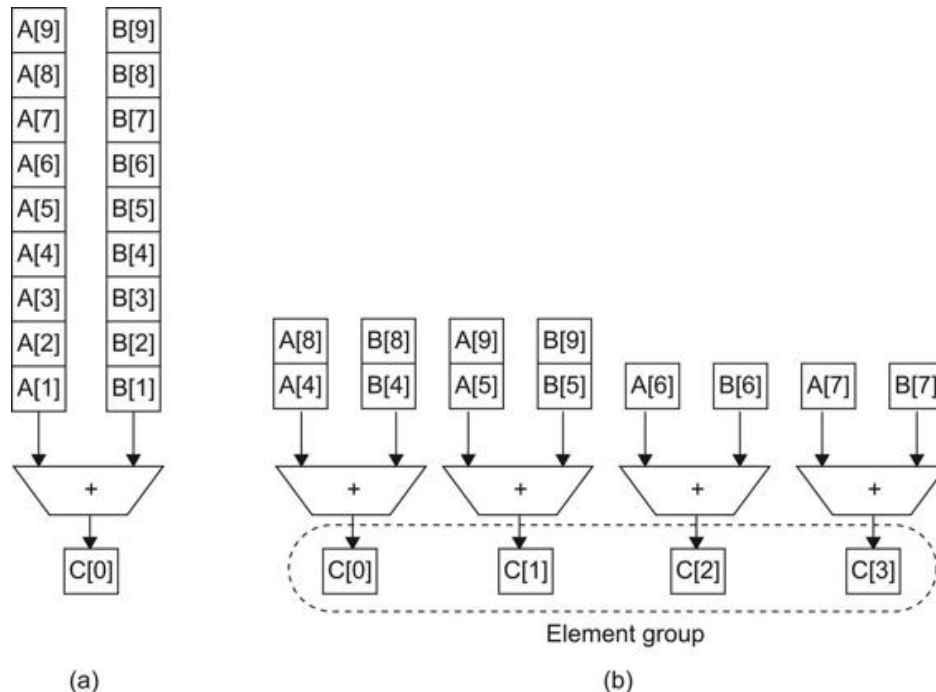 A[9] B[9]
A[8] B[8]
A[7] B[7]
A[6] B[6]
A[5] B[5]
A[4] B[4]
A[3] B[3]
A[2] B[2]
A[1] B[1]
+
C[0]
(a)
A[8] B[8] A[9] B[9]
A[4] B[4] A[5] B[5] A[6] B[6] A[7] B[7]
+ + + +
C[0] C[1] C[2] C[3]
Element group
(b)